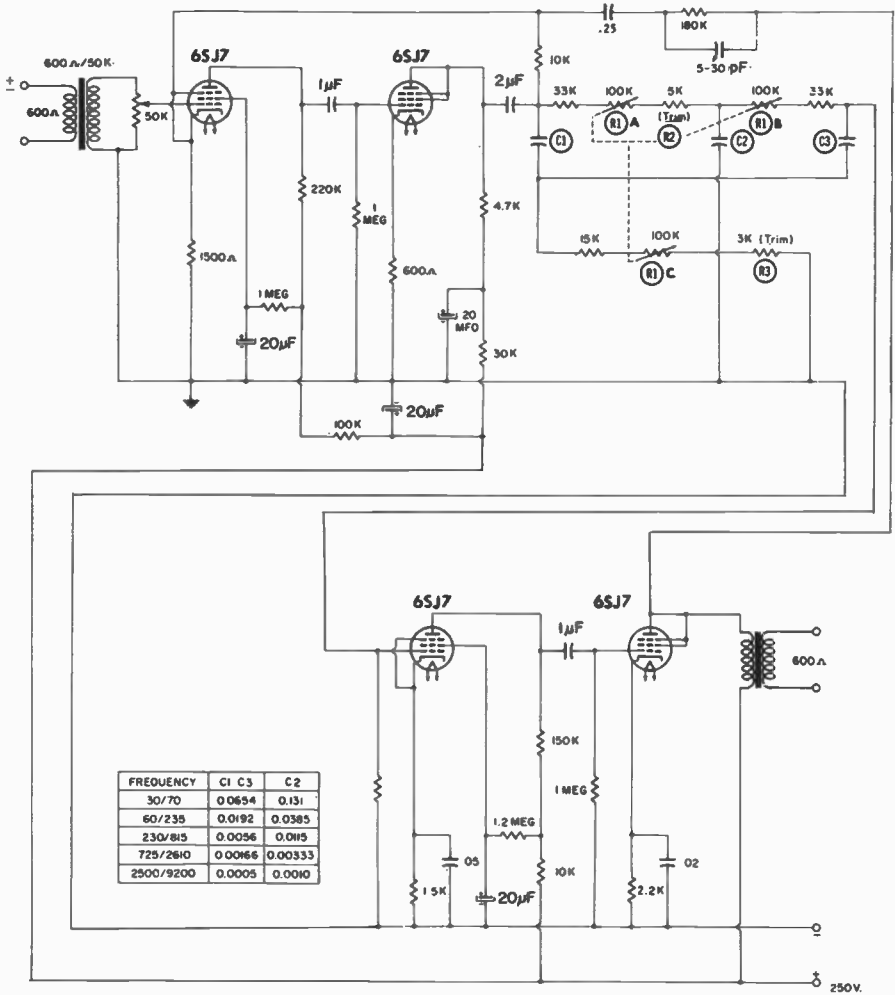 .25
180K
5-30 pF.
600Ω/50K.
6SJ7
6SJ7
10K
1µF
2µF
33K
100K
5K
100K
33K
±
600Ω
50K
C1
R1 A
(Trim)
R2
R1 B
C2
C3
220K
1 MEG
4.7K
15K
100K
3K (Trim)
R1 C
R3
1500Ω
600Ω
1 MEG
20µF
20 MFO
30K
20µF
100K
6SJ7
6SJ7
1µF
600Ω
150K
1 MEG
1.2 MEG
05
02
1.5K
20µF
10K
2.2K
FREQUENCY C1 C3 C2
30/70 0.0654 0.131
60/235 0.0192 0.0385
230/815 0.0056 0.0115
725/2610 0.00166 0.00333
2500/9200 0.0005 0.0010
-
+
250V.